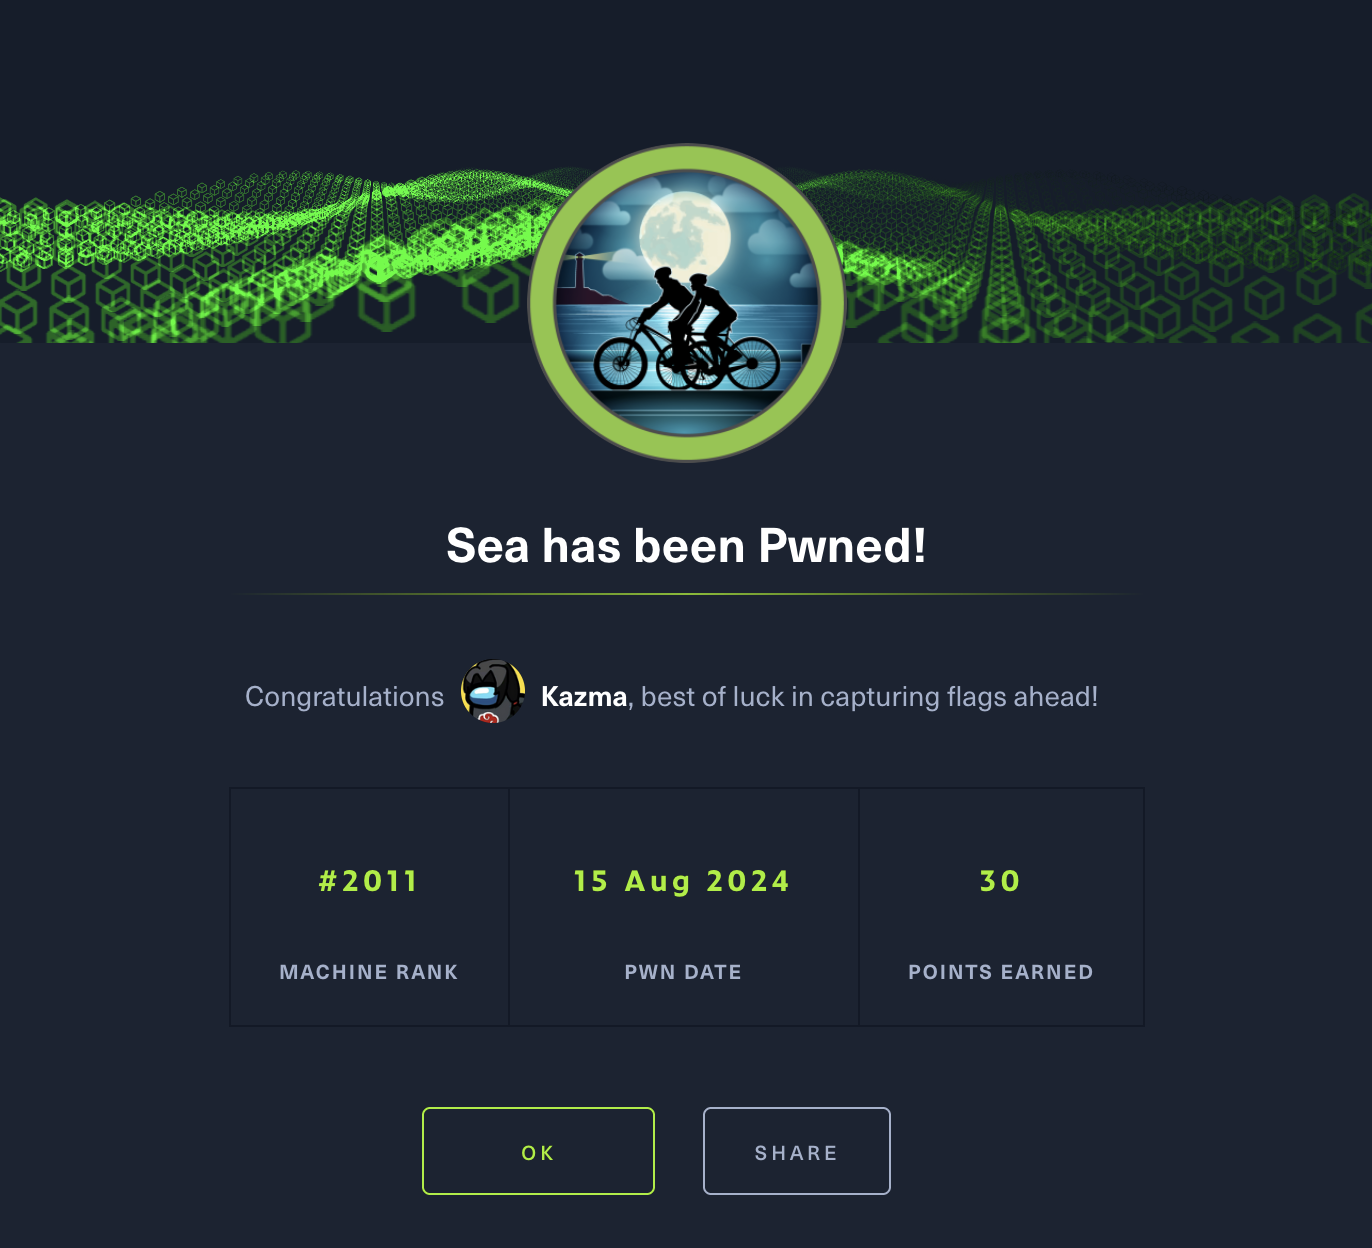 Sea has been Pwned!
Congratulations Kazma, best of luck in capturing flags ahead!
#2011
MACHINE RANK
15 Aug 2024
PWN DATE
30
POINTS EARNED
OK
SHARE